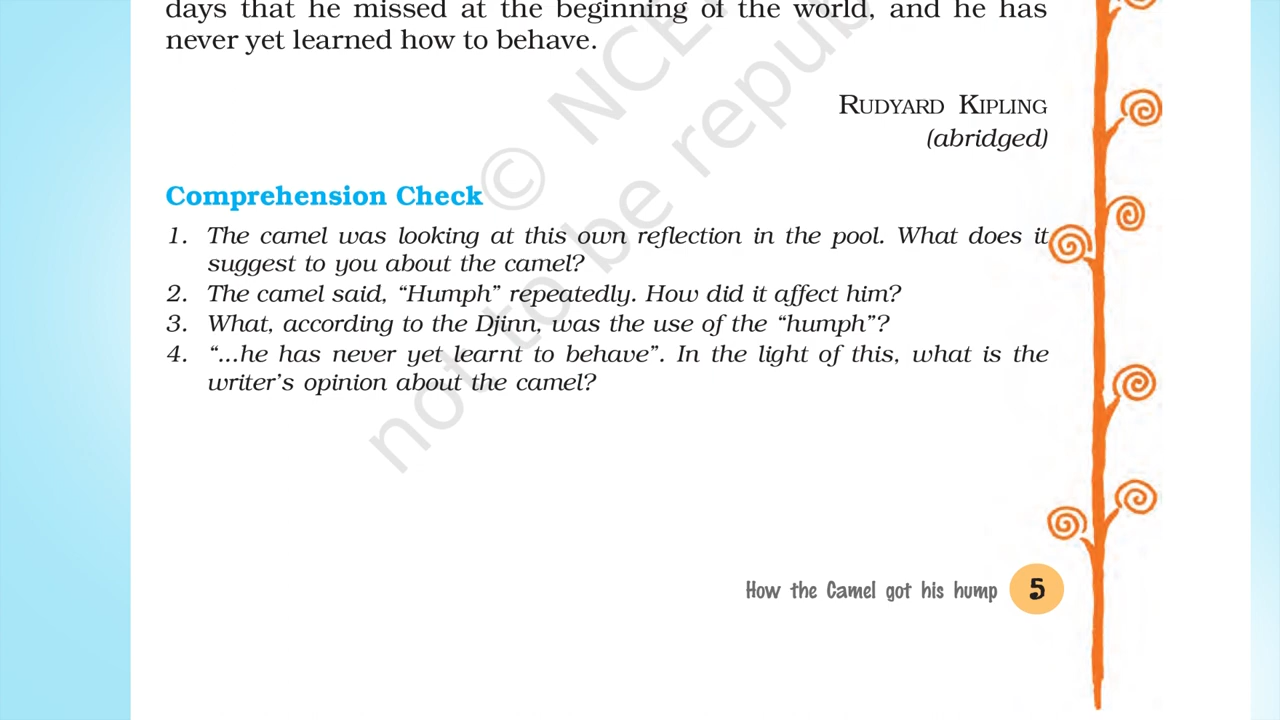 days that he missed at the beginning of the world, and he has
never yet learned how to behave.
RUDYARD KIPLING
(abridged)
Comprehension Check
1. The camel was looking at this own reflection in the pool. What does it
suggest to you about the camel?
2. The camel said, “Humph” repeatedly. How did it affect him?
3. What, according to the Djinn, was the use of the “humph”?
4. “...he has never yet learnt to behave”. In the light of this, what is the
writer’s opinion about the camel?
How the Camel got his hump 5
© NCE
not to be repub